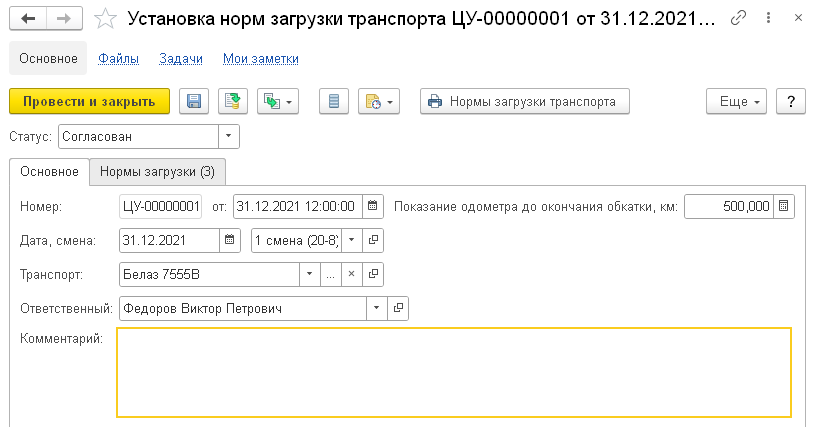 Установка норм загрузки транспорта ЦУ-00000001 от 31.12.2021...
Основное Файлы Задачи Мои заметки
Провести и закрыть Нормы загрузки транспорта Еще ?
Статус: Согласован
Основное Нормы загрузки (3)
Номер: ЦУ-00000001 от: 31.12.2021 12:00:00 Показание одометра до окончания обкатки, км: 500,000
Дата, смена: 31.12.2021 1 смена (20-8)
Транспорт: Белаз 7555В ...
Ответственный: Федоров Виктор Петрович
Комментарий: